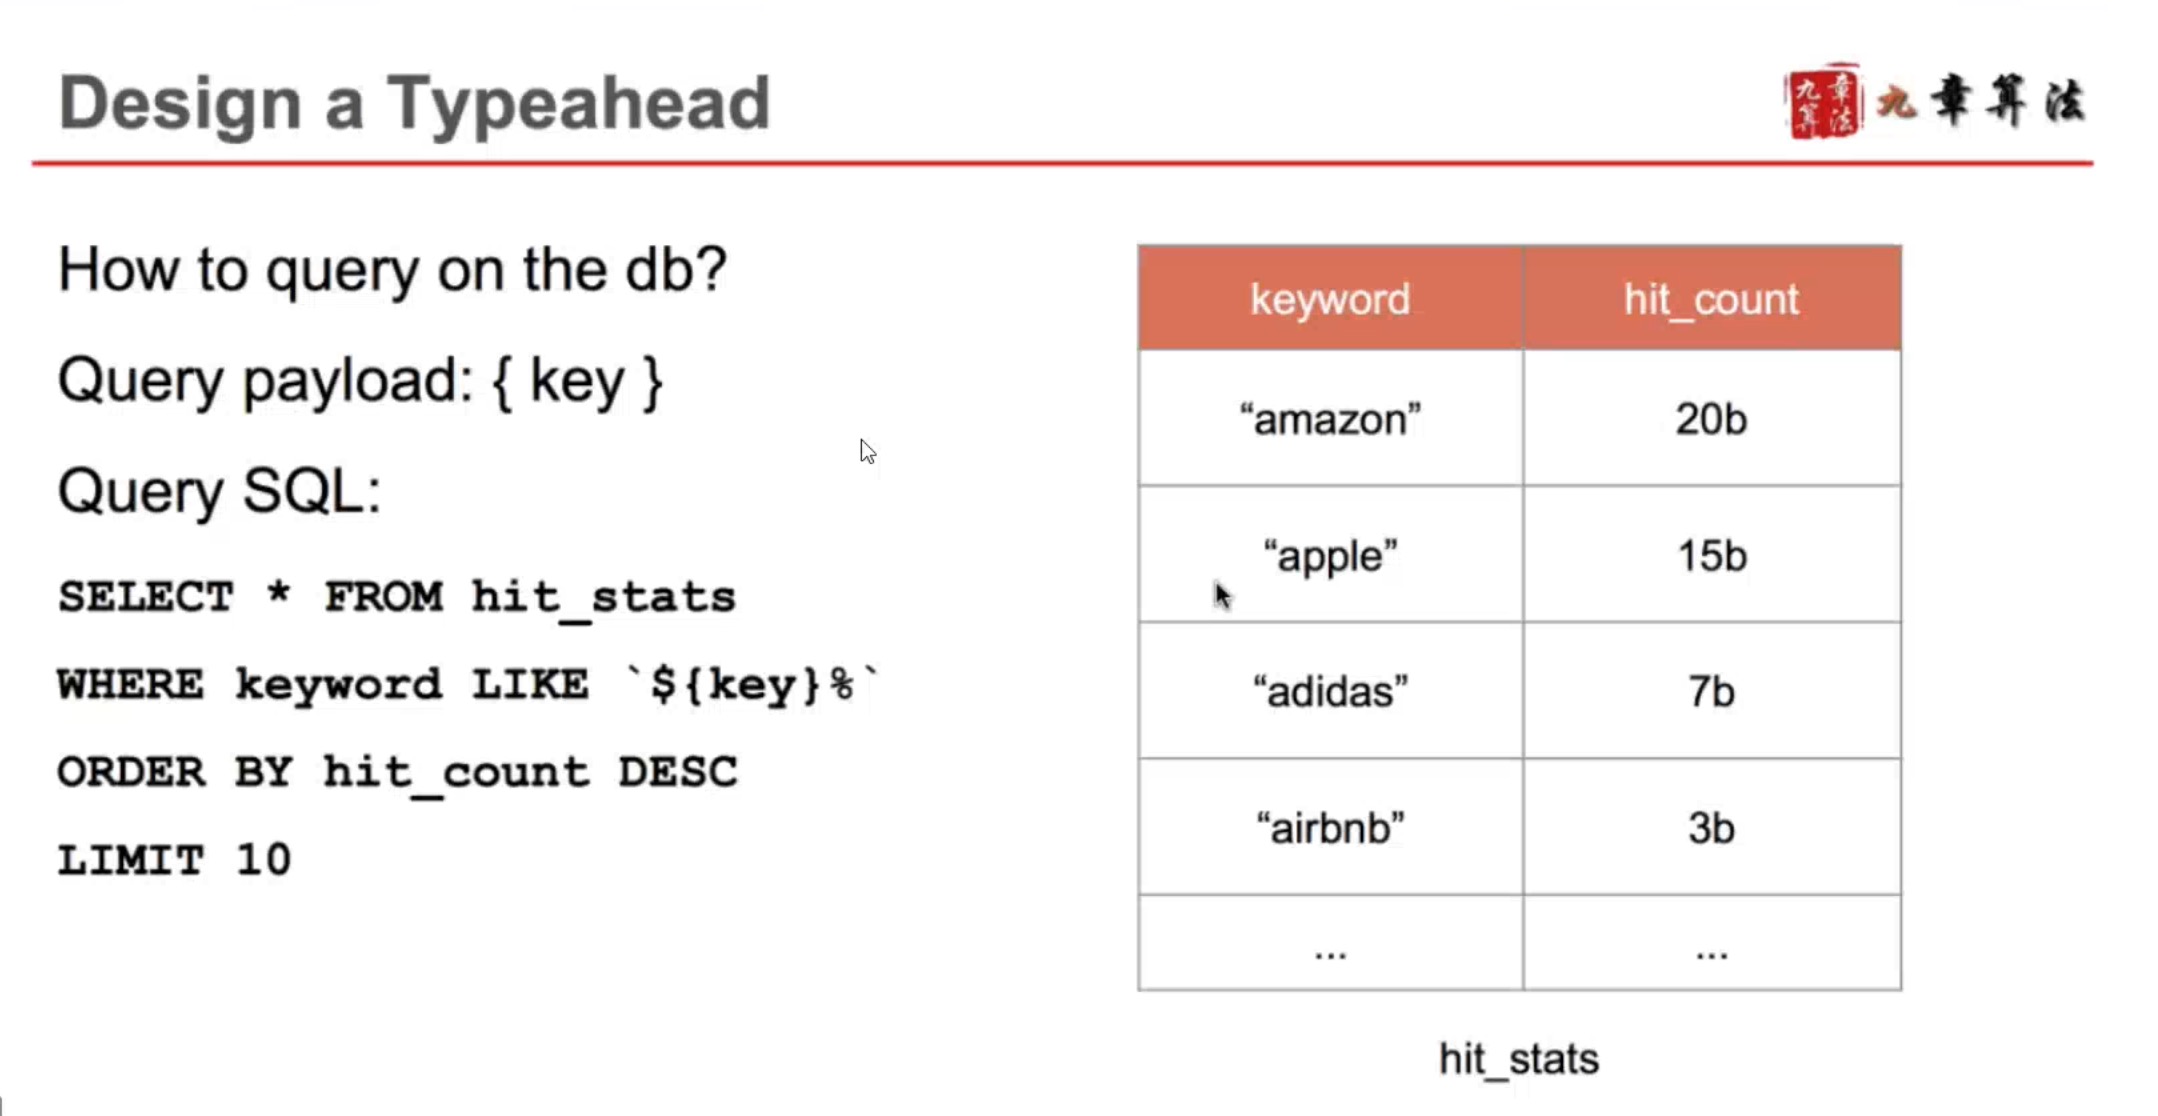 Design a Typeahead
九章
算法
九章算法
How to query on the db?
Query payload: { key }
Query SQL:
SELECT * FROM hit_stats
WHERE keyword LIKE `${key}%`
ORDER BY hit_count DESC
LIMIT 10
keyword hit_count
“amazon” 20b
“apple” 15b
“adidas” 7b
“airbnb” 3b
... ...
hit_stats